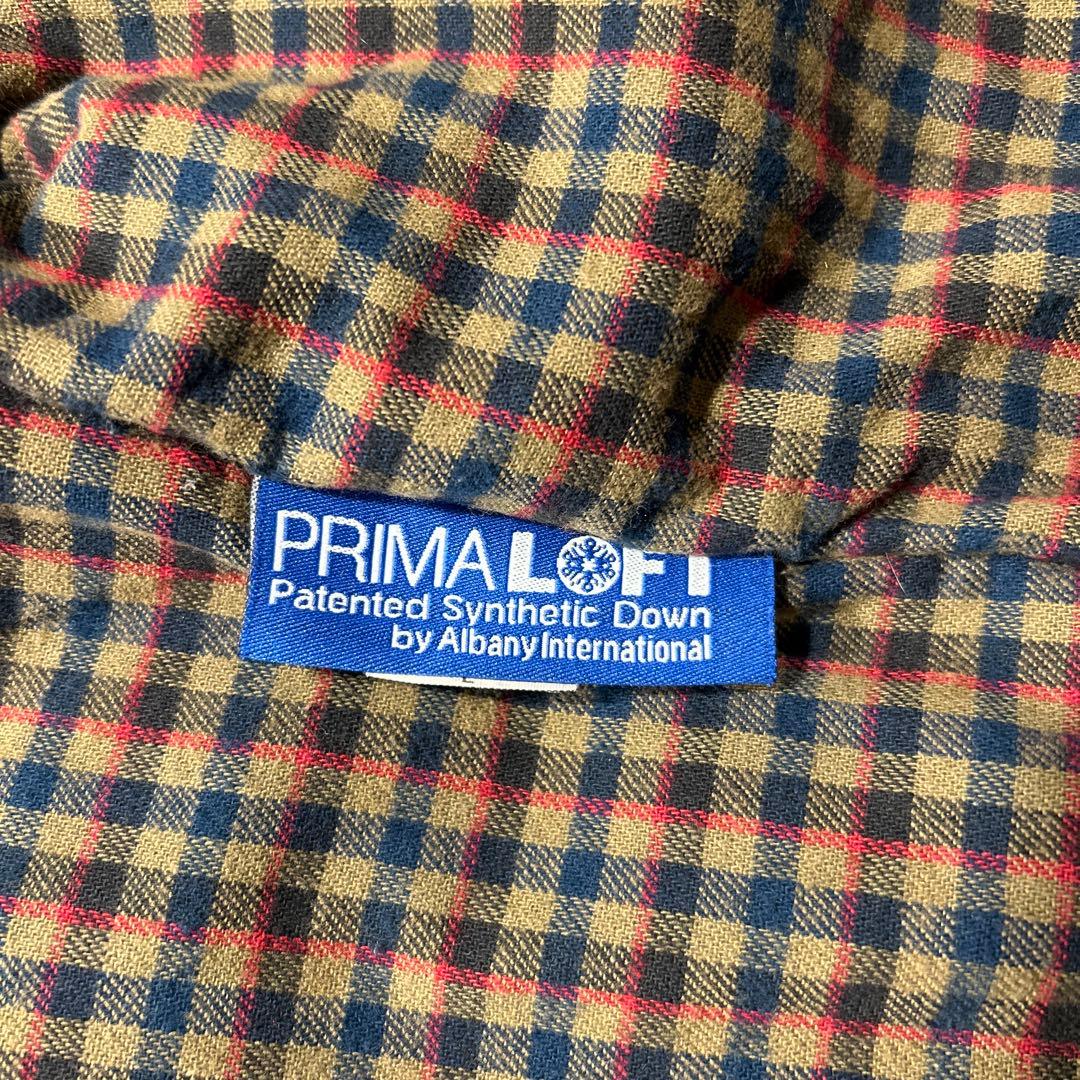 PRIMALOFT
Patented Synthetic Down
by Albany International